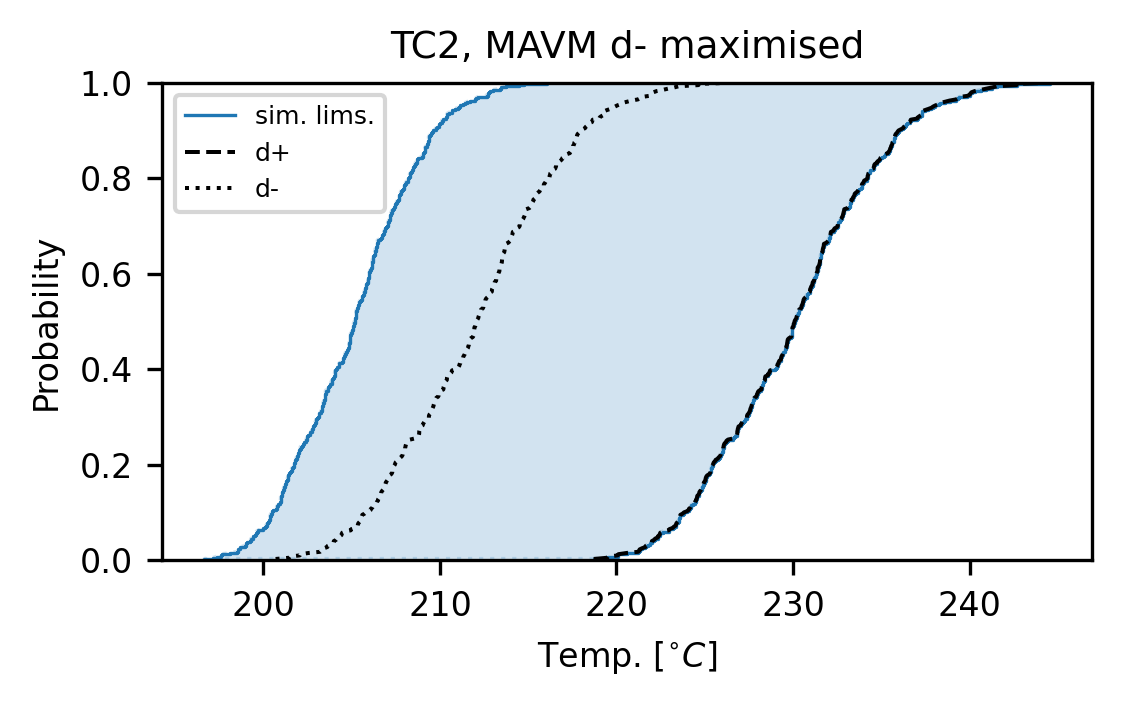 TC2, MAVM d- maximised
1.0
0.8
0.6
0.4
0.2
0.0
Probability
sim. lims.
d+
d-
200
210
220
230
240
Temp. [°C]